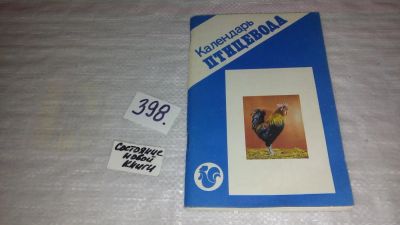 Календарь
ПТИЦЕВОДА
398.
Состояние
новой
книги